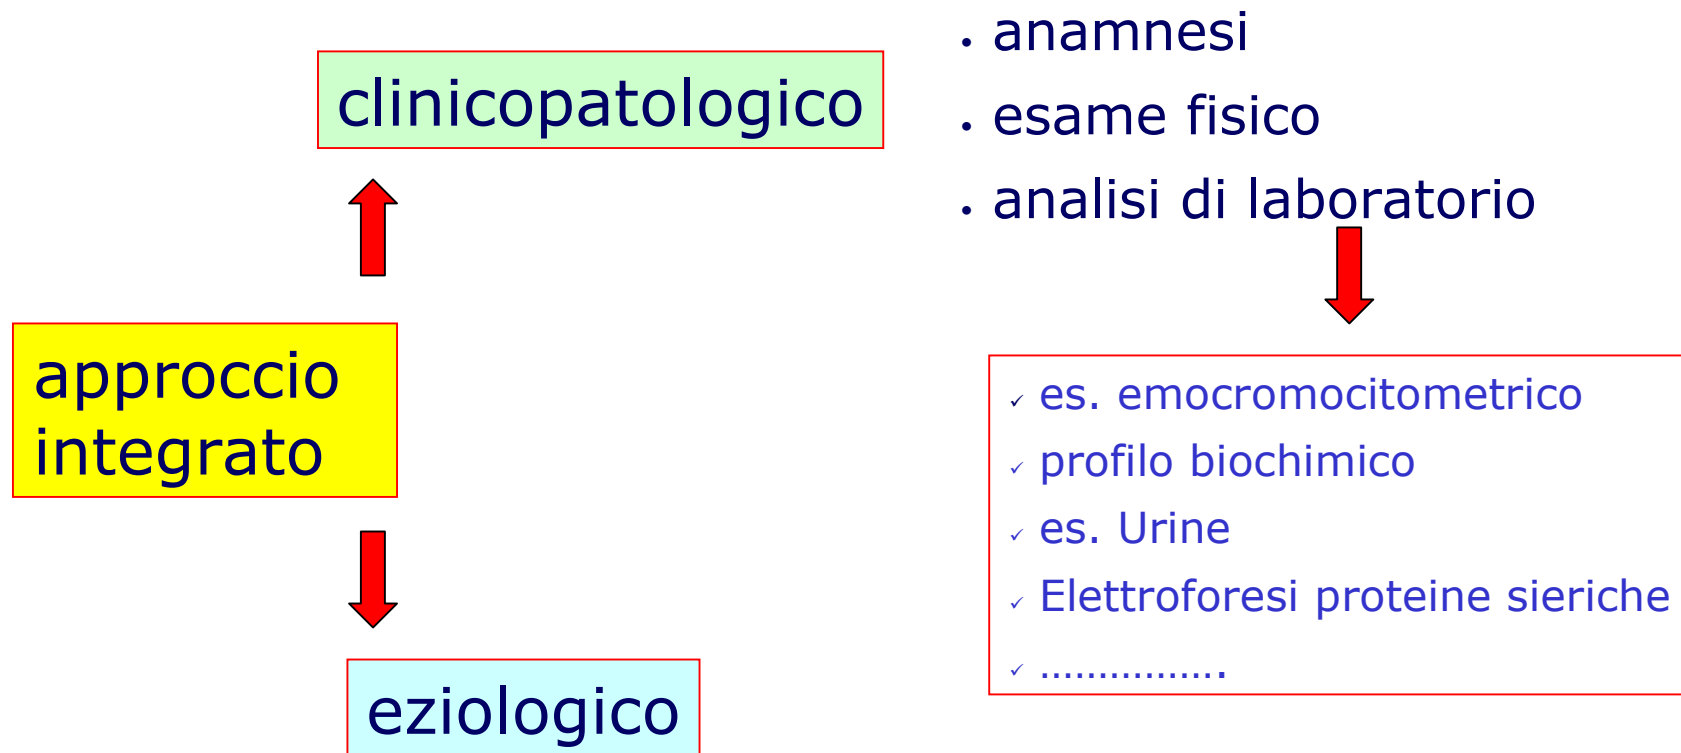 clinicopatologico
• anamnesi
• esame fisico
• analisi di laboratorio
approccio
integrato
✓ es. emocromocitometrico
✓ profilo biochimico
✓ es. Urine
✓ Elettroforesi proteine sieriche
✓ ................
eziologico